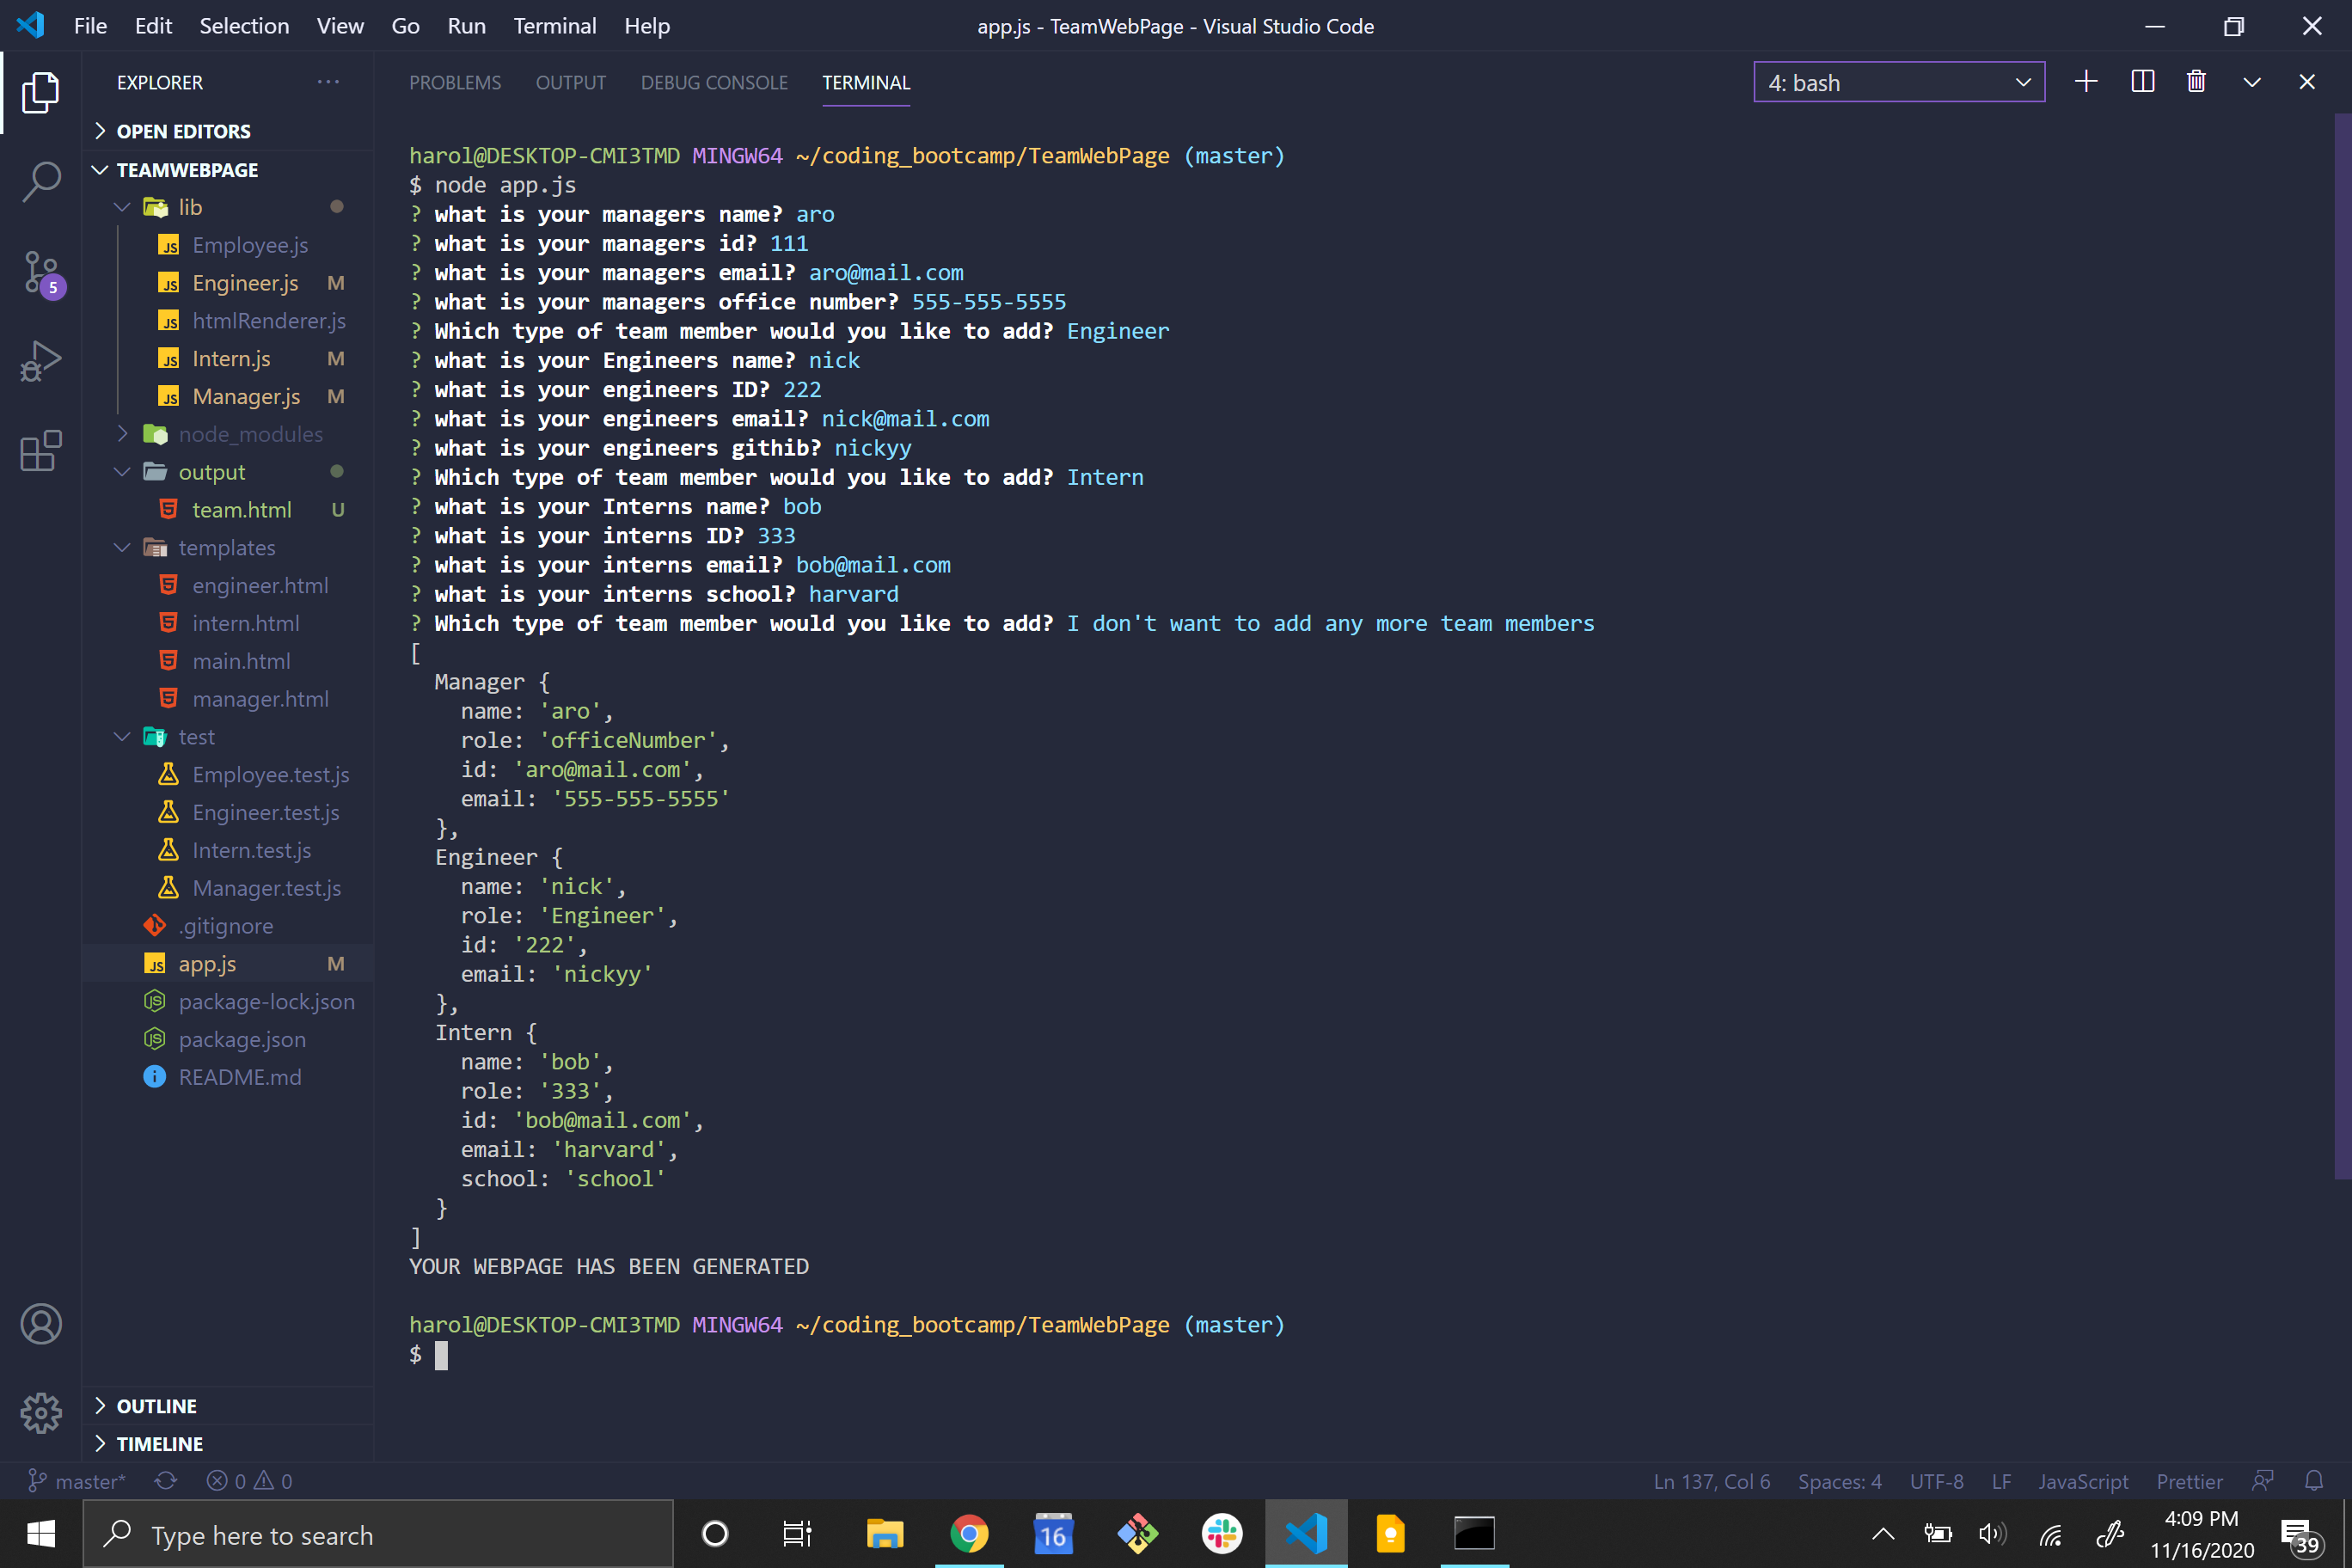 File Edit Selection View Go Run Terminal Help
app.js - TeamWebPage - Visual Studio Code
EXPLORER
OPEN EDITORS
TEAMWEBPAGE
lib
JS Employee.js
JS Engineer.js M
JS htmlRenderer.js
JS Intern.js M
JS Manager.js M
node_modules
output
5 team.html U
templates
5 engineer.html
5 intern.html
5 main.html
5 manager.html
test
Employee.test.js
Engineer.test.js
Intern.test.js
Manager.test.js
.gitignore
JS app.js M
JS package-lock.json
JS package.json
i README.md
OUTLINE
TIMELINE
5
PROBLEMS OUTPUT DEBUG CONSOLE TERMINAL
4: bash
harol@DESKTOP-CMI3TMD MINGW64 ~/coding_bootcamp/TeamWebPage (master)
$ node app.js
? what is your managers name? aro
? what is your managers id? 111
? what is your managers email? aro@mail.com
? what is your managers office number? 555-555-5555
? Which type of team member would you like to add? Engineer
? what is your Engineers name? nick
? what is your engineers ID? 222
? what is your engineers email? nick@mail.com
? what is your engineers githib? nickyy
? Which type of team member would you like to add? Intern
? what is your Interns name? bob
? what is your interns ID? 333
? what is your interns email? bob@mail.com
? what is your interns school? harvard
? Which type of team member would you like to add? I don't want to add any more team members
[
Manager {
name: 'aro',
role: 'officeNumber',
id: 'aro@mail.com',
email: '555-555-5555'
},
Engineer {
name: 'nick',
role: 'Engineer',
id: '222',
email: 'nickyy'
},
Intern {
name: 'bob',
role: '333',
id: 'bob@mail.com',
email: 'harvard',
school: 'school'
}
]
YOUR WEBPAGE HAS BEEN GENERATED
harol@DESKTOP-CMI3TMD MINGW64 ~/coding_bootcamp/TeamWebPage (master)
$
master* 0 0
Ln 137, Col 6 Spaces: 4 UTF-8 LF JavaScript Prettier
Type here to search
16
4:09 PM
11/16/2020
39